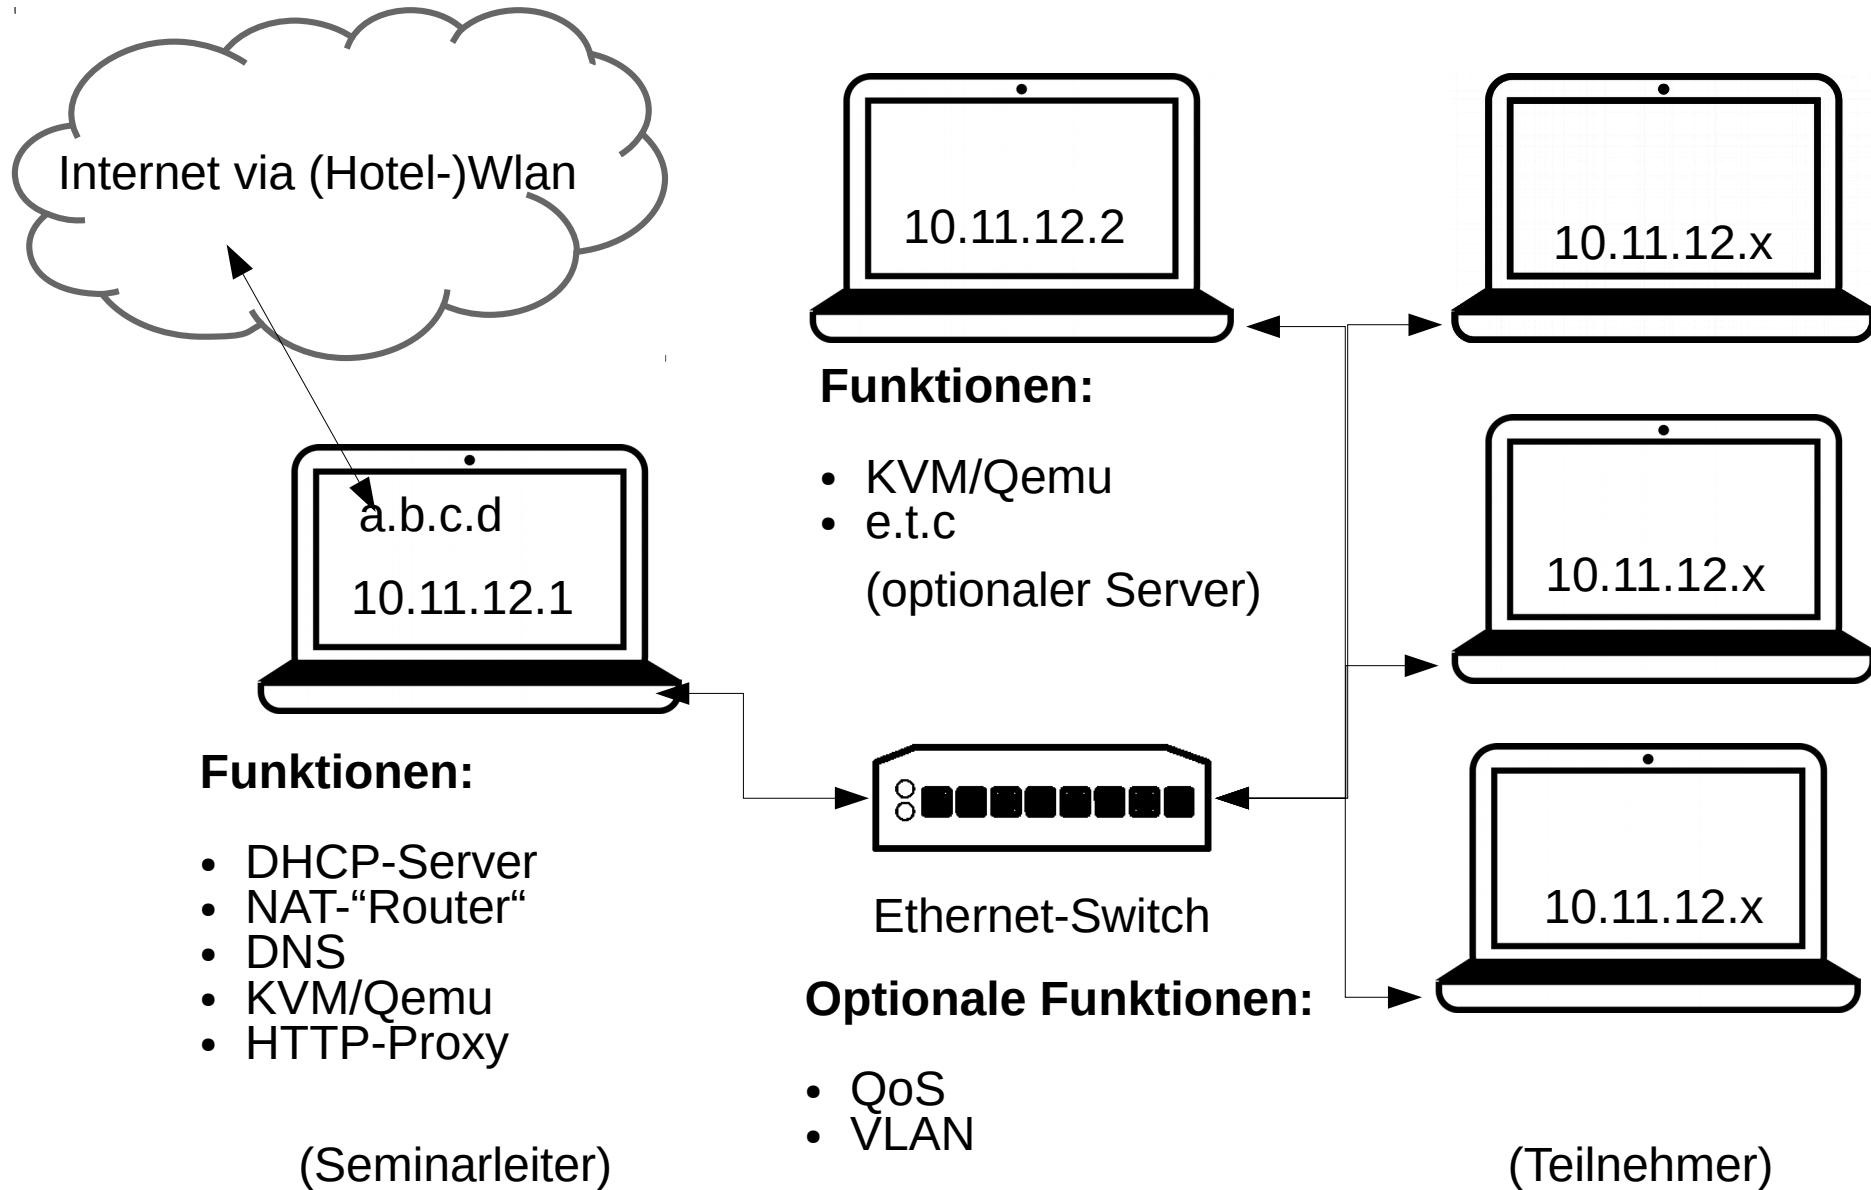 Internet via (Hotel-)Wlan
10.11.12.2
10.11.12.x
Funktionen:
• KVM/Qemu
• e.t.c
(optionaler Server)
a.b.c.d
10.11.12.1
10.11.12.x
Funktionen:
• DHCP-Server
• NAT-“Router“
• DNS
• KVM/Qemu
• HTTP-Proxy
(Seminarleiter)
Ethernet-Switch
Optionale Funktionen:
• QoS
• VLAN
10.11.12.x
(Teilnehmer)